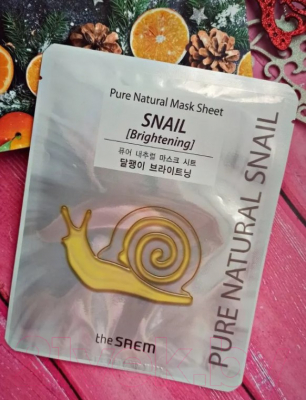 Pure Natural Mask Sheet
SNAIL
[Brightening]
퓨어 내추럴 마스크 시트
달팽이 브라이트닝
PURE NATURAL SNAIL
the SAEM